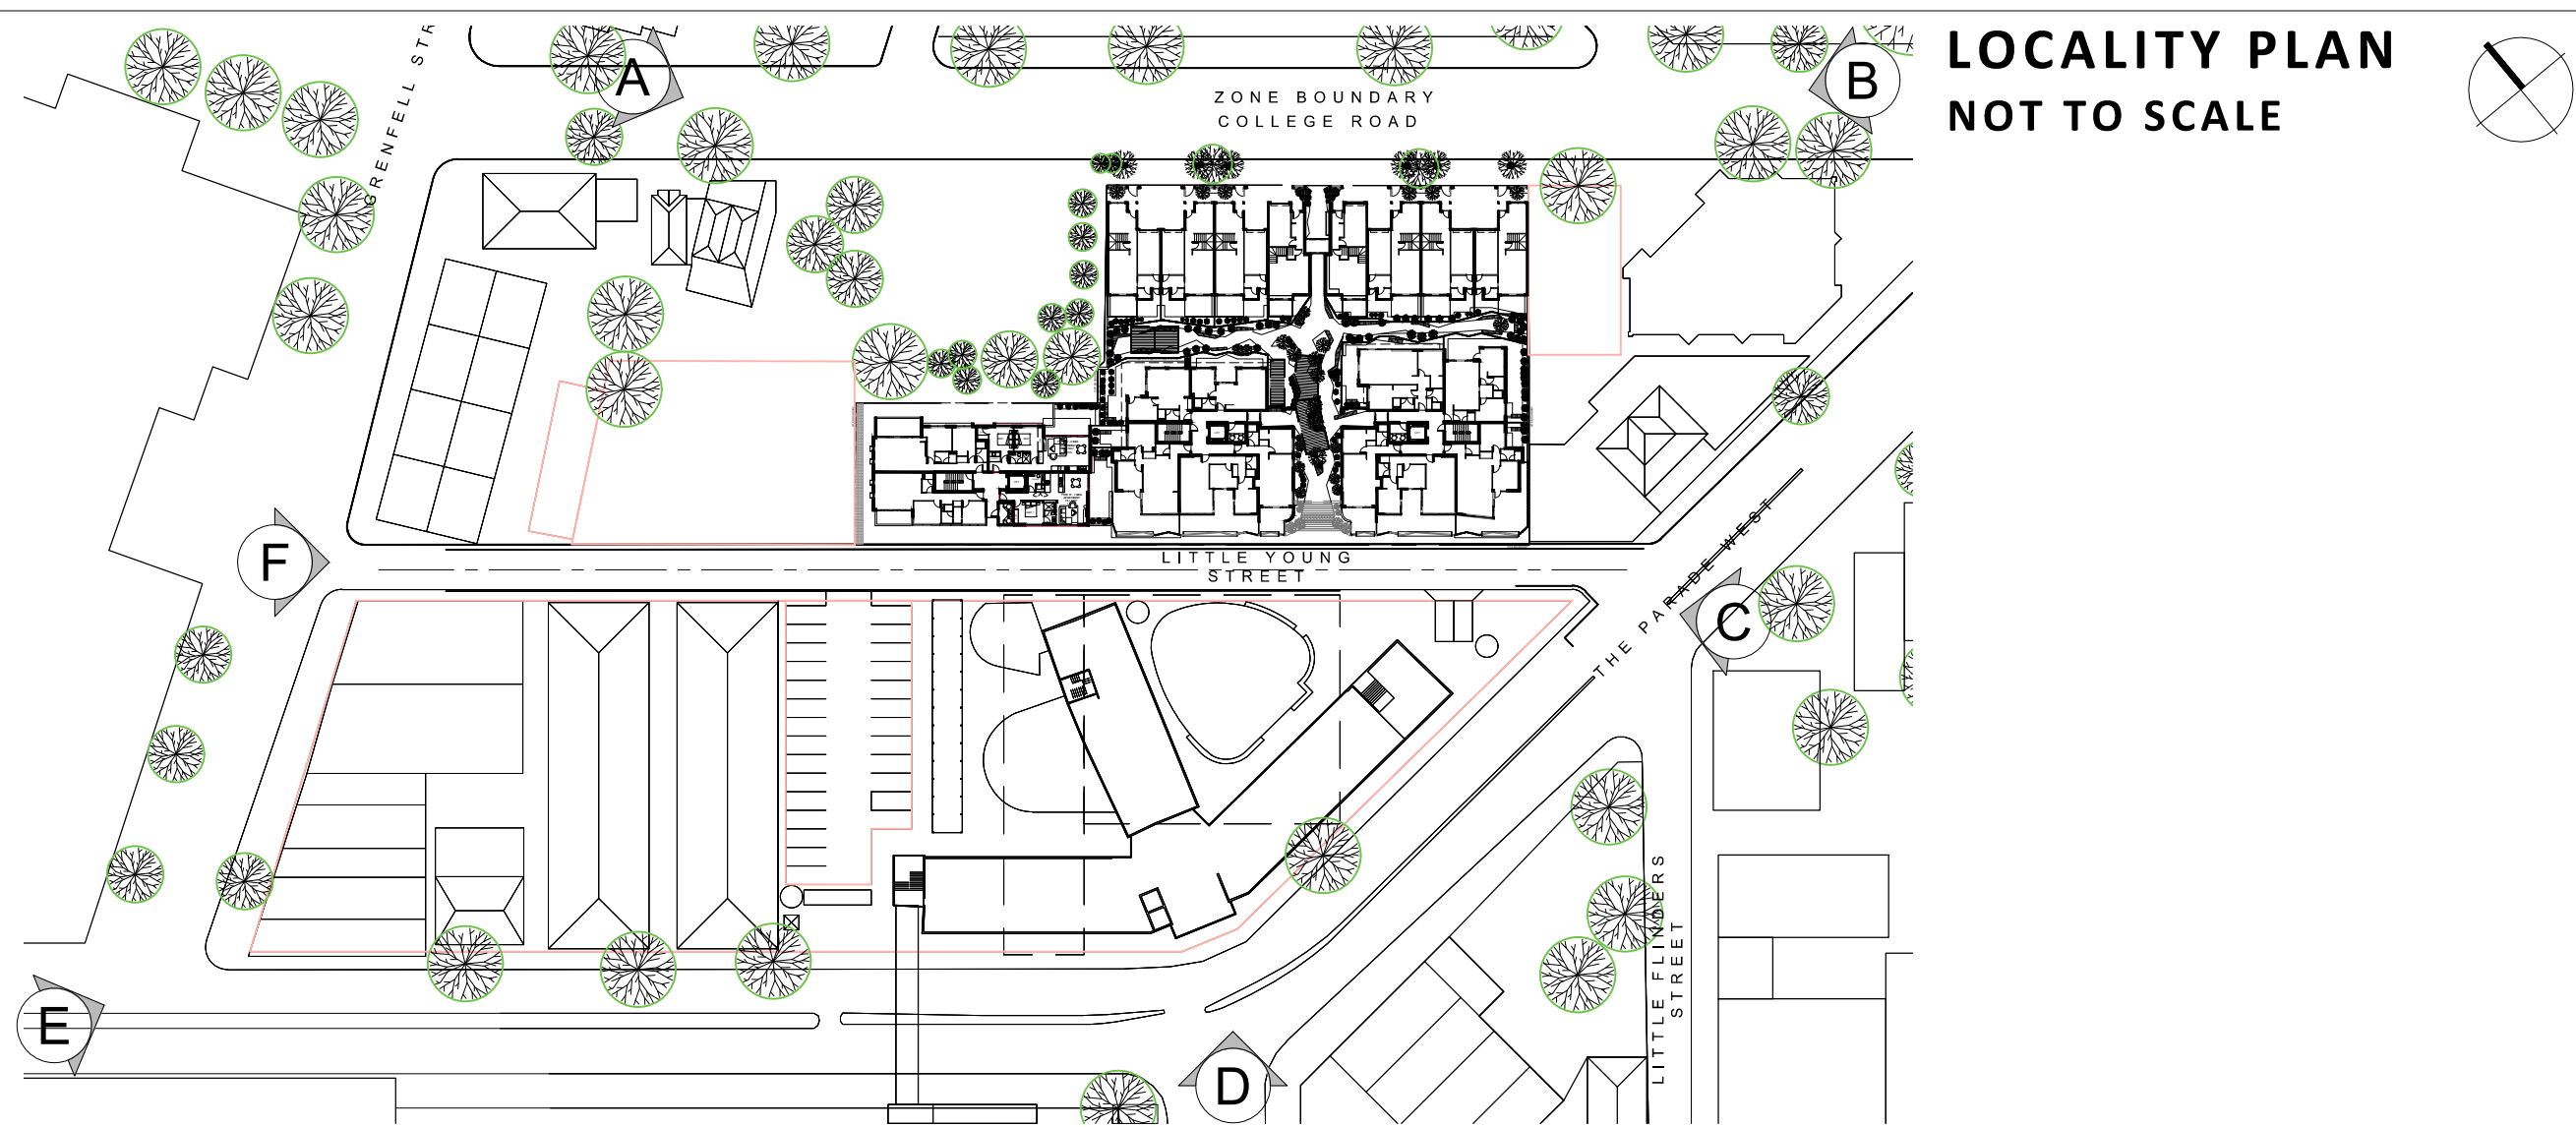 LOCALITY PLAN
NOT TO SCALE
GRENFELL STR
A
B
ZONE BOUNDARY
COLLEGE ROAD
F
LITTLE YOUNG
STREET
THE PARADE WEST
C
LITTLE FLINDERS
STREET
E
D